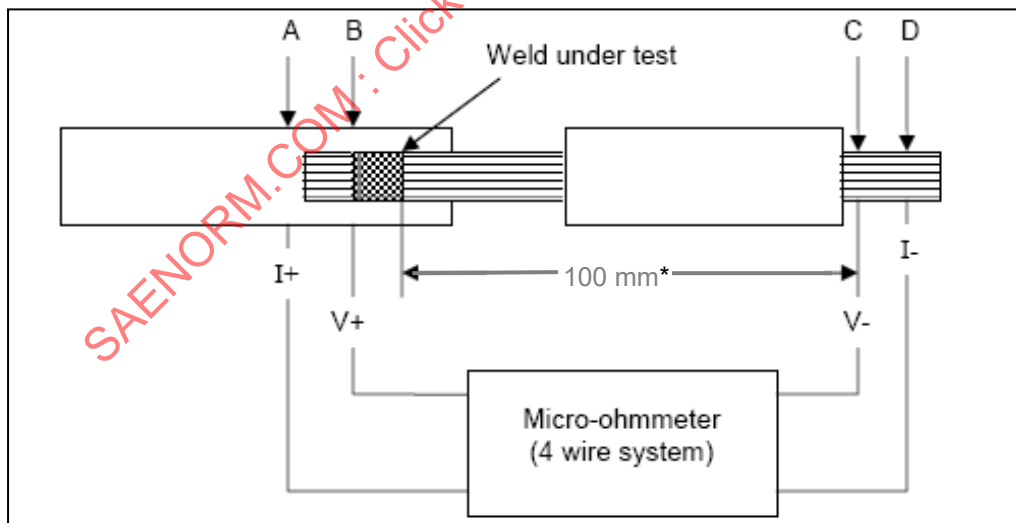 A B C D
Weld under test
I+ 100 mm* I-
V+ V-
Micro-ohmmeter
(4 wire system)
SAENORM.COM : Click